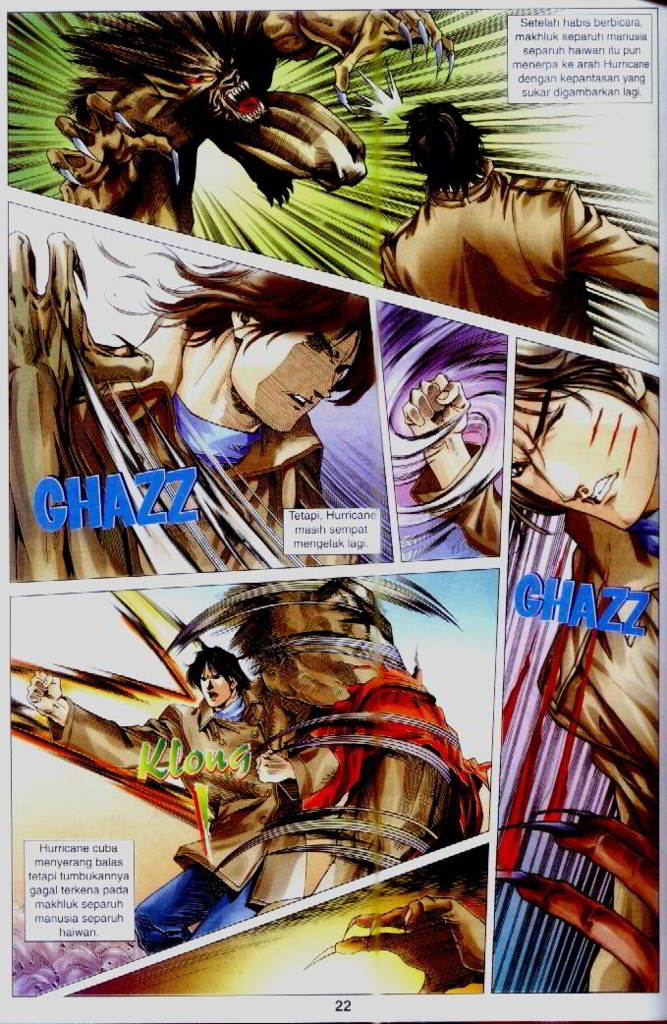 Setelah habis berbicara,
makhluk separuh manusia
separuh haiwan itu pun
menerpa ke arah Hurricane
dengan kepantasan yang
sukar digambarkan lagi.
GHAZZ
Tetapi, Hurricane
masih sempat
mengelak lagi.
GHAZZ
Klong
!
Hurricane cuba
menyerang balas
tetapi tumbukannya
gagal terkena pada
makhluk separuh
manusia separuh
haiwan.
22